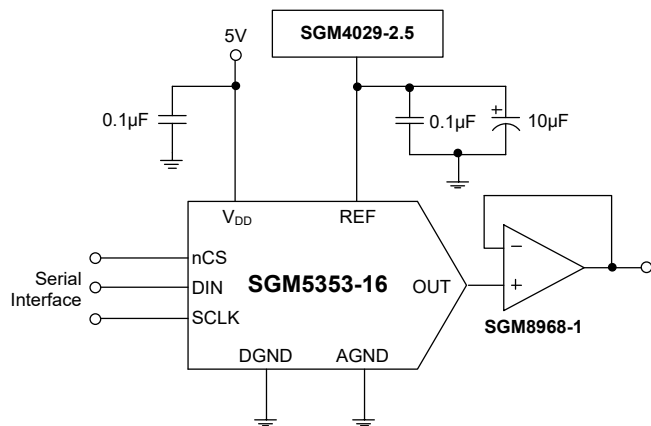 SGM4029-2.5
5V
0.1µF
0.1µF
10µF
+
VDD
REF
nCS
Serial
Interface
DIN
SGM5353-16
OUT
SCLK
−
+
SGM8968-1
DGND
AGND